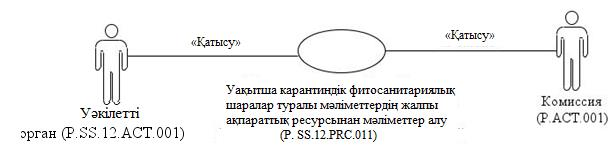 «Қатысу»
«Қатысу»
Уәкілетті
орган (P.SS.12.ACT.001)
Уақытша карантиндік фитосанитариялық
шаралар туралы мәліметтердің жалпы
ақпараттық ресурсынан мәліметтер алу
(P. SS.12.PRC.011)
Комиссия
(P.ACT.001)